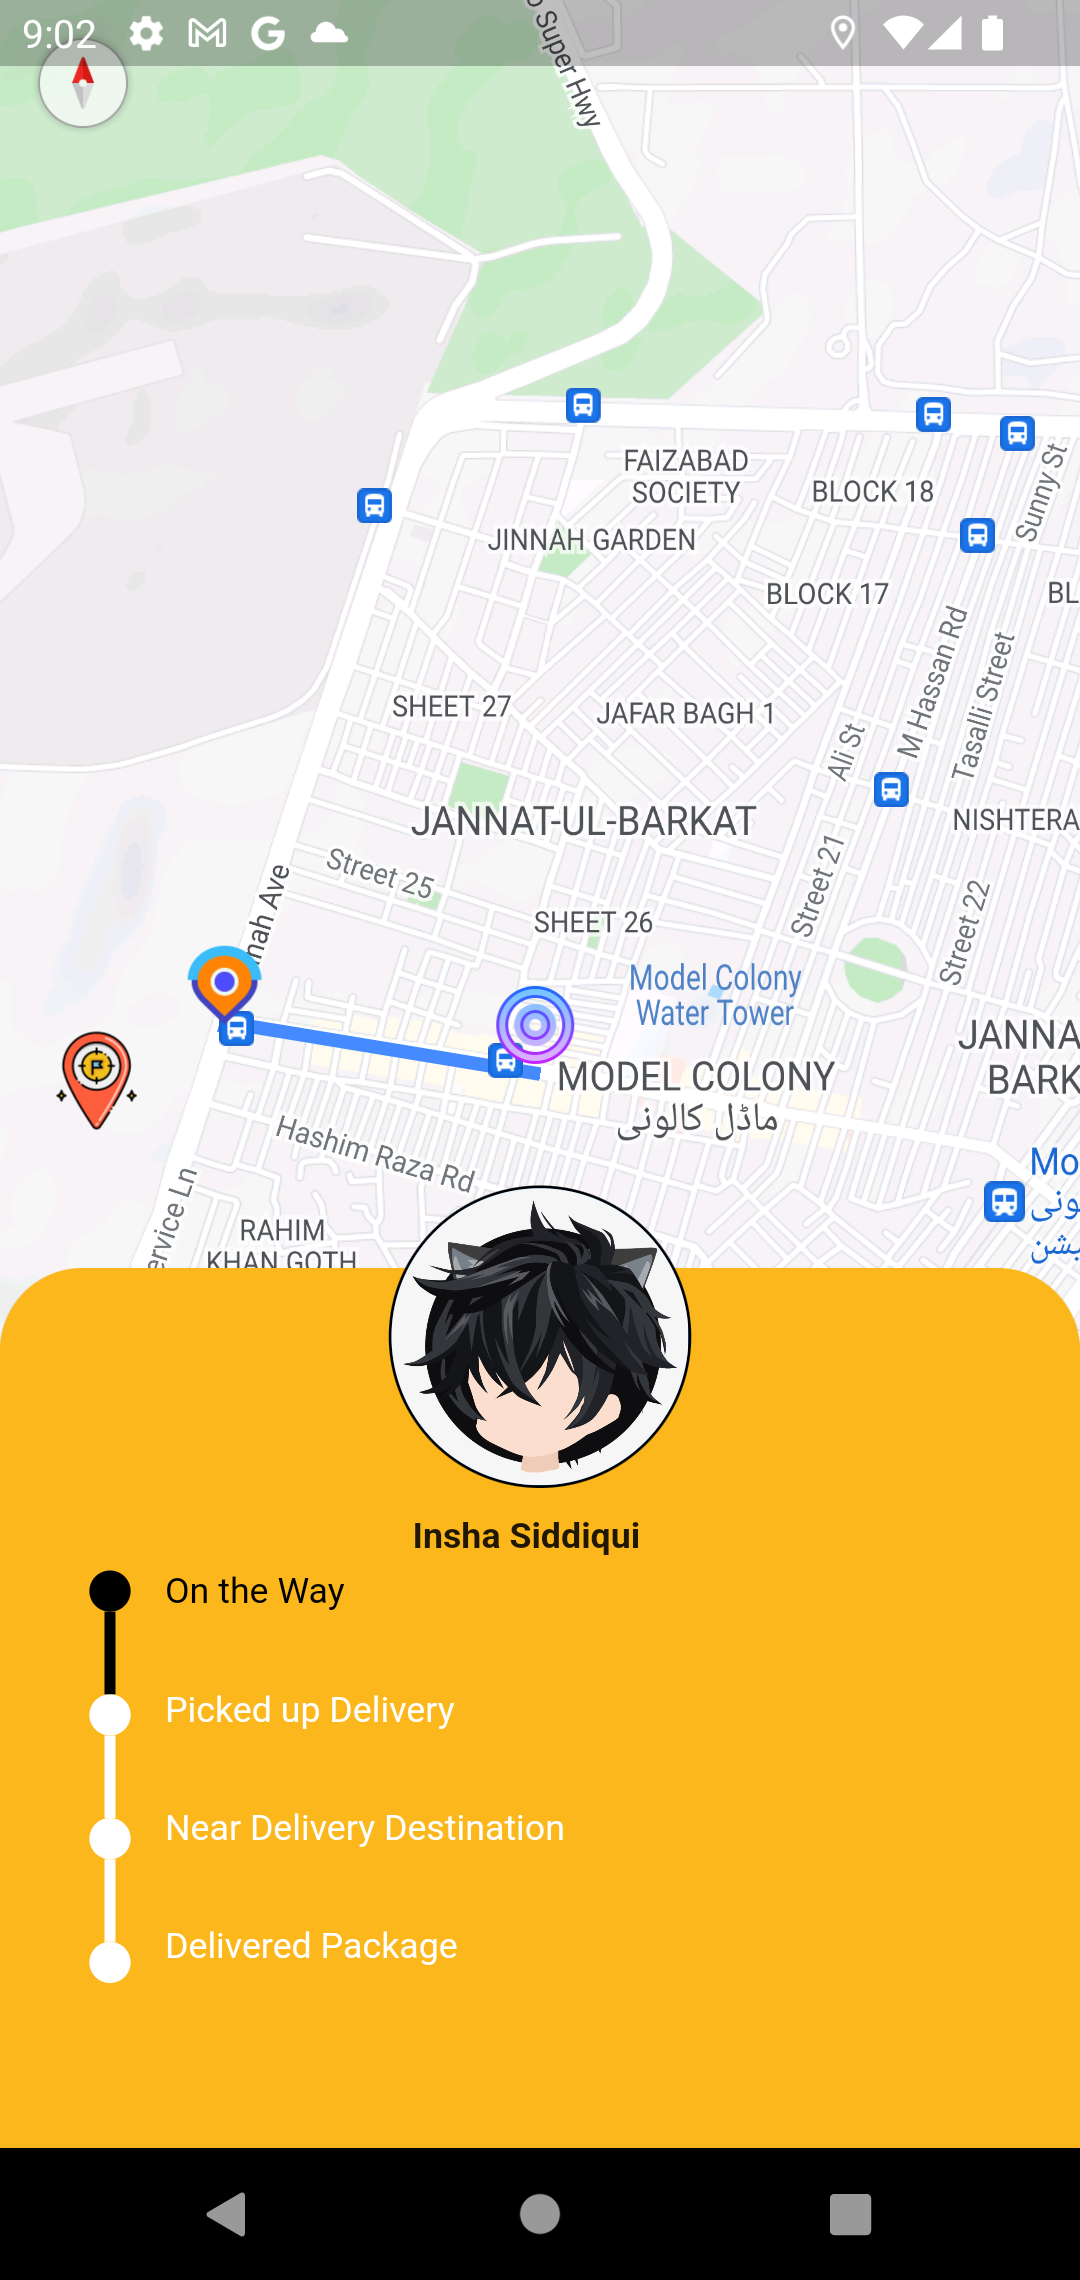 9:02
o Super Hwy
FAIZABAD
SOCIETY
BLOCK 18
Sunny St
JINNAH GARDEN
BLOCK 17
BL
M Hassan Rd
Tasalli Street
SHEET 27
JAFAR BAGH 1
Ali St
JANNAT-UL-BARKAT
NISHTERA
Street 25
Street 21
nah Ave
SHEET 26
Street 22
Model Colony
Water Tower
JANNA
BARK
MODEL COLONY
ماڈل کالونی
Hashim Raza Rd
Mo
ونی
یشن
ervice Ln
RAHIM
KHAN GOTH
Insha Siddiqui
On the Way
Picked up Delivery
Near Delivery Destination
Delivered Package